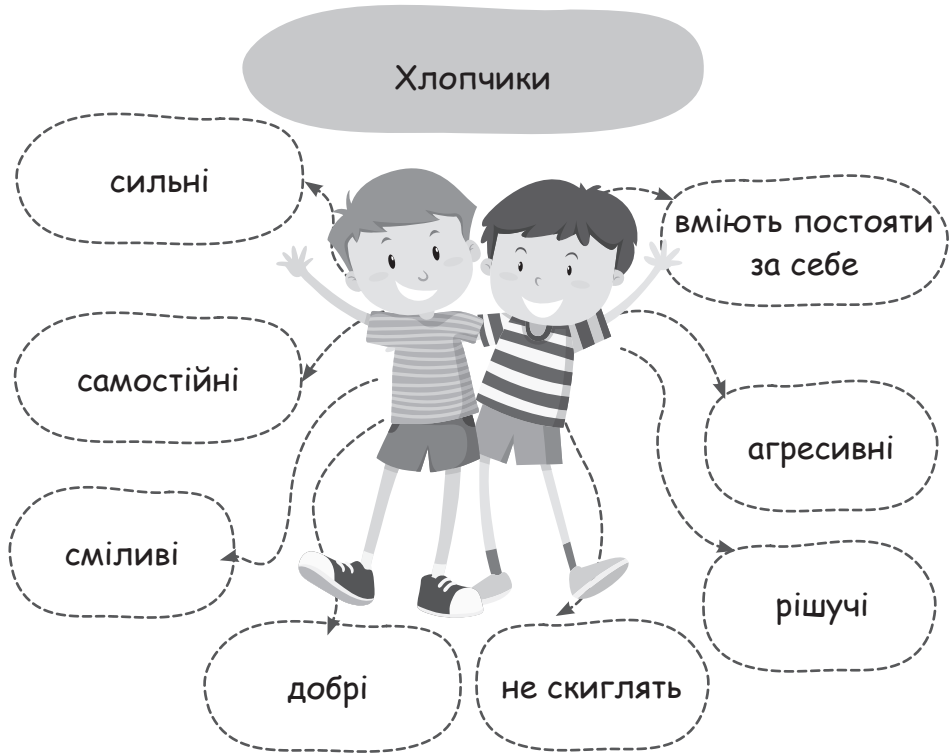 Хлопчики
сильні
вміють постояти
за себе
самостійні
агресивні
сміливі
рішучі
добрі
не скиглять